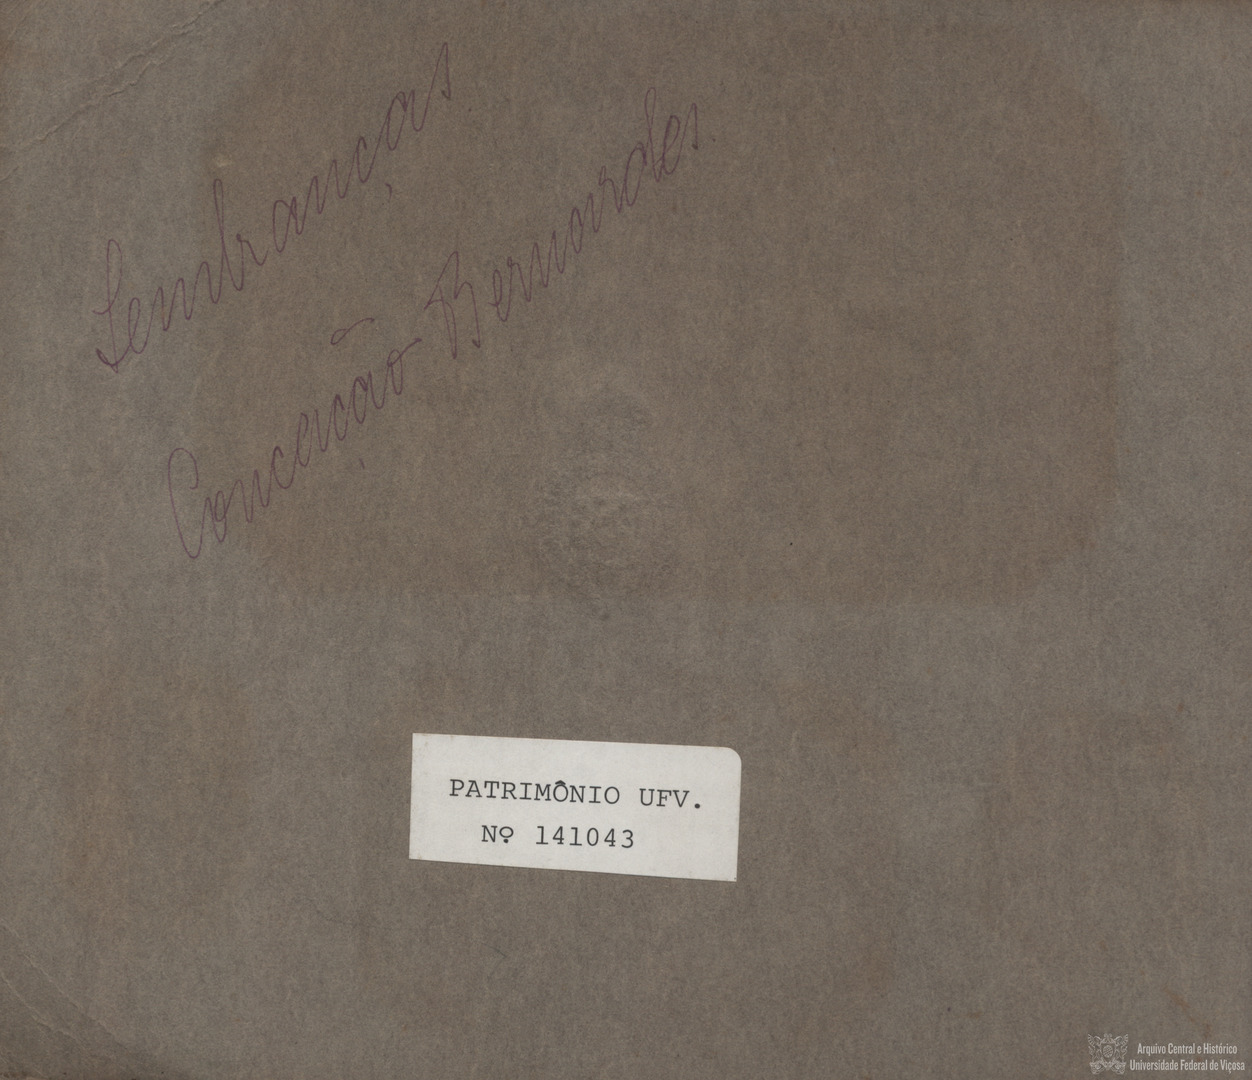 Lembranças.
Conceição Bernardes.
PATRIMÔNIO UFV.
Nº 141043
Arquivo Central e Histórico
Universidade Federal de Viçosa